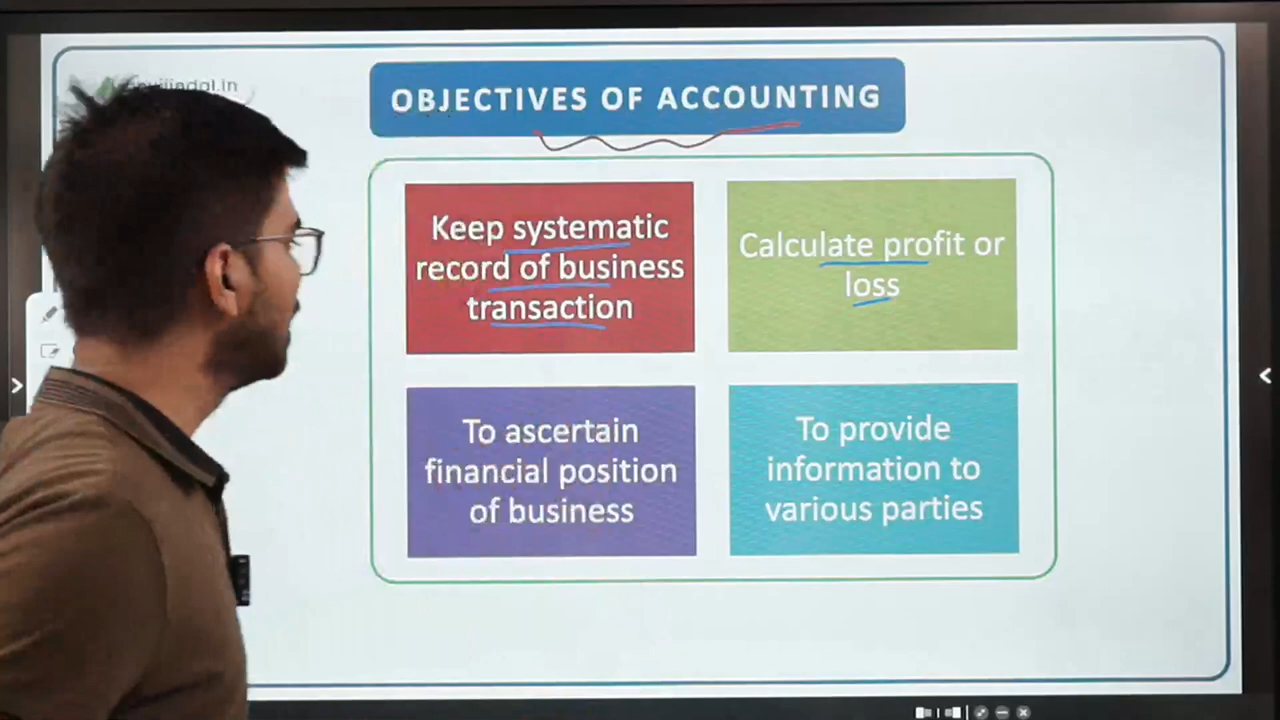 OBJECTIVES OF ACCOUNTING
Keep systematic
record of business
transaction
Calculate profit or
loss
To ascertain
financial position
of business
To provide
information to
various parties